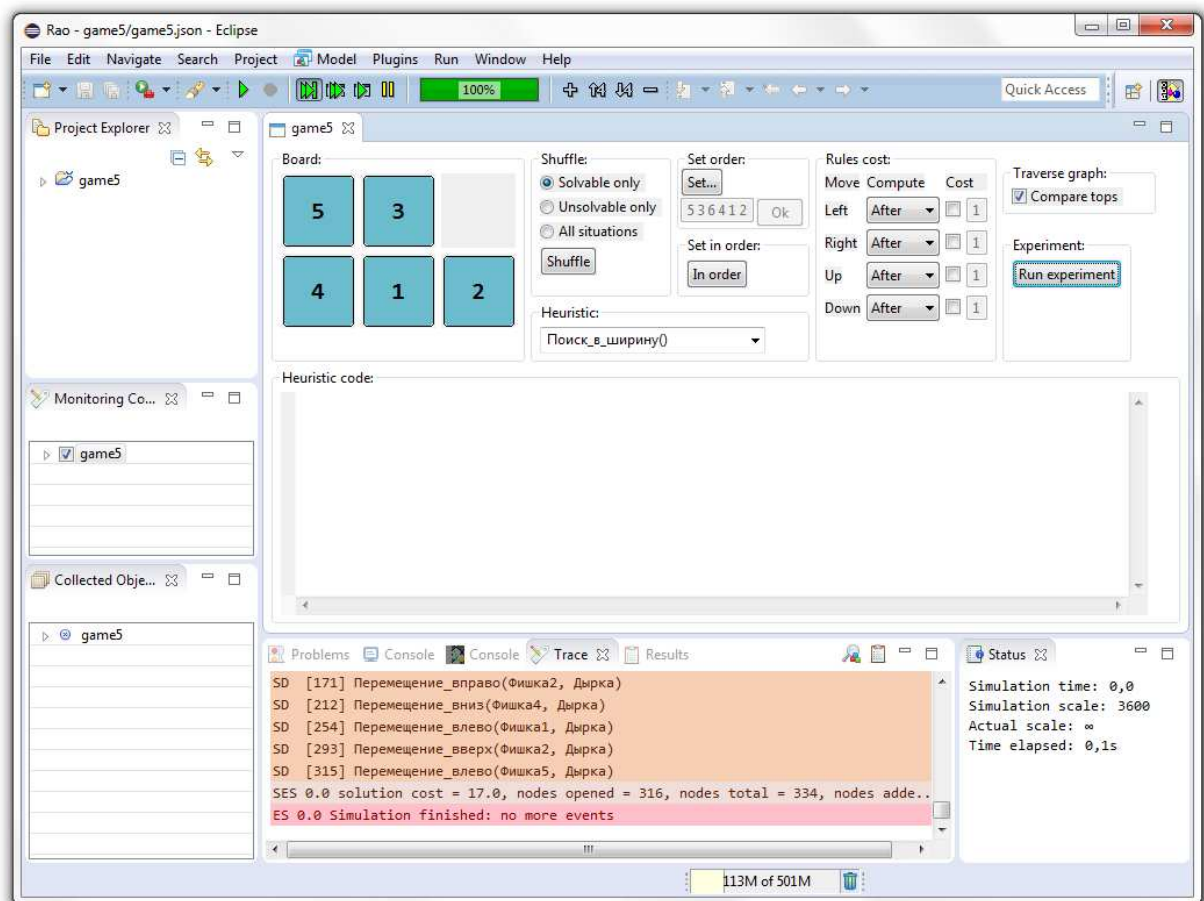 Rao - game5/game5.json - Eclipse
File Edit Navigate Search Project Model Plugins Run Window Help
100%
Quick Access
Project Explorer
game5
game5
Board:
5 3
4 1 2
Shuffle:
Solvable only
Unsolvable only
All situations
Shuffle
Set order:
Set...
536412 Ok
Set in order:
In order
Heuristic:
Поиск_в_ширину()
Rules cost:
Move Compute Cost
Left After 1
Right After 1
Up After 1
Down After 1
Traverse graph:
Compare tops
Experiment:
Run experiment
Heuristic code:
Monitoring Co...
game5
Collected Obje...
game5
Problems Console Console Trace Results
SD [171] Перемещение_вправо(Фишка2, Дырка)
SD [212] Перемещение_вниз(Фишка4, Дырка)
SD [254] Перемещение_влево(Фишка1, Дырка)
SD [293] Перемещение_вверх(Фишка2, Дырка)
SD [315] Перемещение_влево(Фишка5, Дырка)
SES 0.0 solution cost = 17.0, nodes opened = 316, nodes total = 334, nodes adde..
ES 0.0 Simulation finished: no more events
Status
Simulation time: 0,0
Simulation scale: 3600
Actual scale: ∞
Time elapsed: 0,1s
113M of 501M